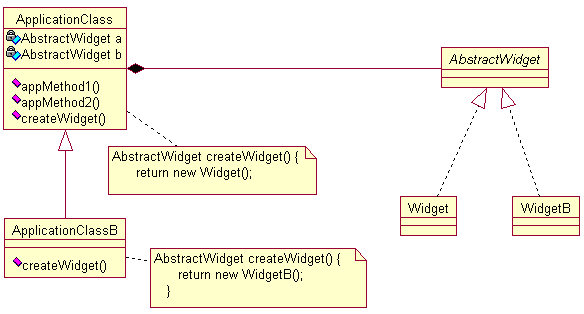 ApplicationClass
AbstractWidget a
AbstractWidget b
appMethod1()
appMethod2()
createWidget()
AbstractWidget
AbstractWidget createWidget() {
return new Widget();
Widget
WidgetB
ApplicationClassB
createWidget()
AbstractWidget createWidget() {
return new WidgetB();
}